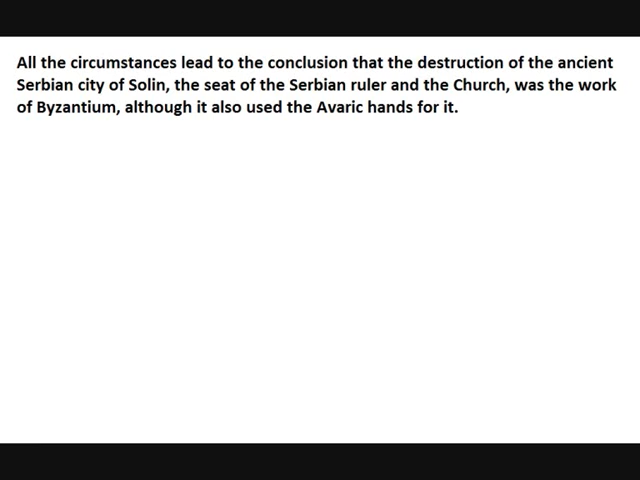 All the circumstances lead to the conclusion that the destruction of the ancient
Serbian city of Solin, the seat of the Serbian ruler and the Church, was the work
of Byzantium, although it also used the Avaric hands for it.